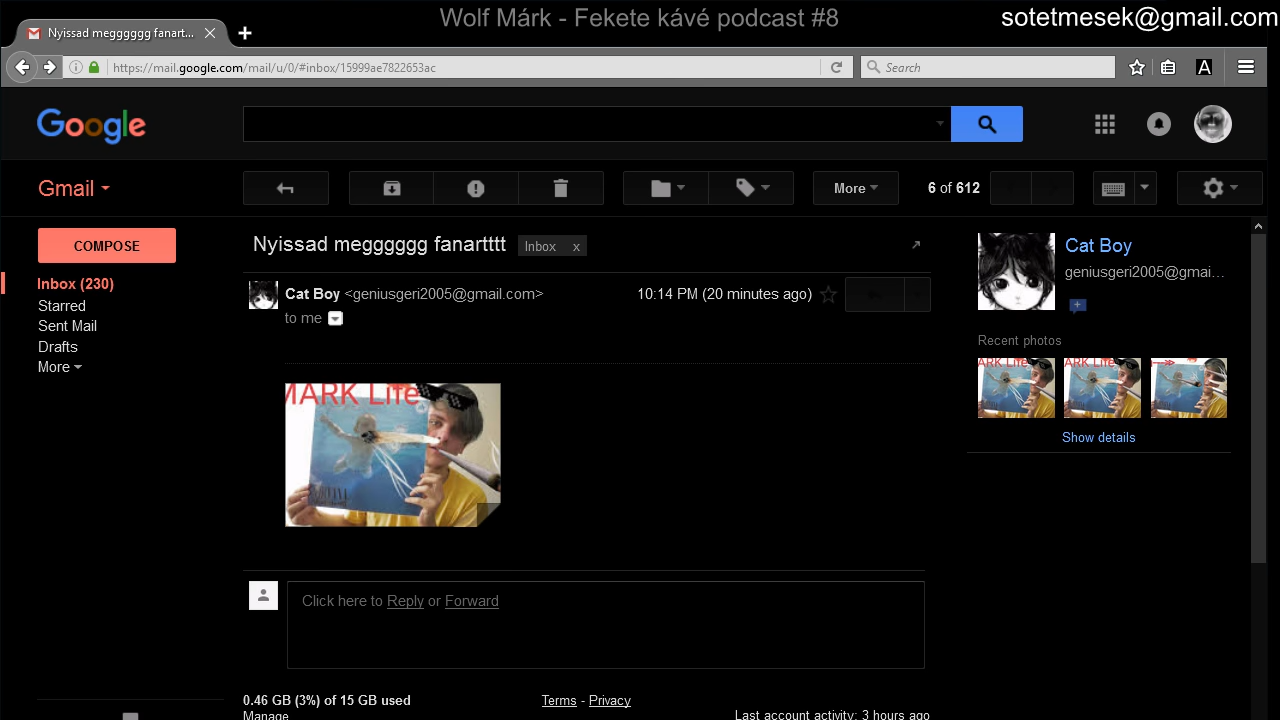 Wolf Márk - Fekete kávé podcast #8
sotetmesek@gmail.com
Nyissad megggggg fanart...
https://mail.google.com/mail/u/0/#inbox/15999ae7822653ac
Search
A
Google
Gmail
More
6 of 612
COMPOSE
Inbox (230)
Starred
Sent Mail
Drafts
More
Nyissad megggggg fanartttt
Inbox x
Cat Boy <geniusgeri2005@gmail.com>
10:14 PM (20 minutes ago)
to me
MARK Life
Click here to Reply or Forward
Cat Boy
geniusgeri2005@gmai...
Recent photos
ARK Life
ARK Life
Show details
0.46 GB (3%) of 15 GB used
Manage
Terms - Privacy
Last account activity: 3 hours ago